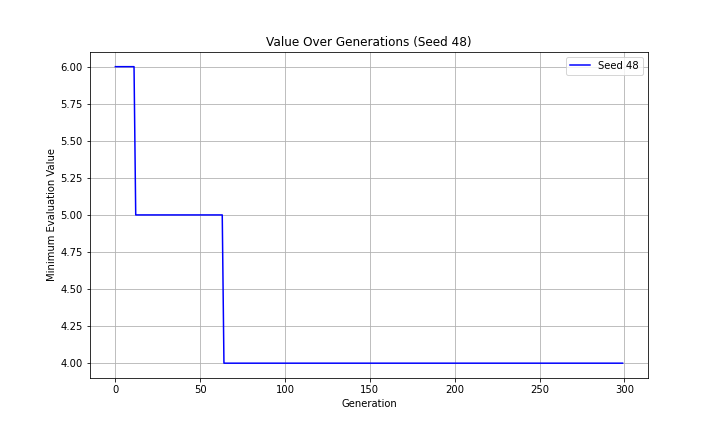 Value Over Generations (Seed 48)
Seed 48
6.00
5.75
5.50
5.25
5.00
4.75
4.50
4.25
4.00
Minimum Evaluation Value
0 50 100 150 200 250 300
Generation